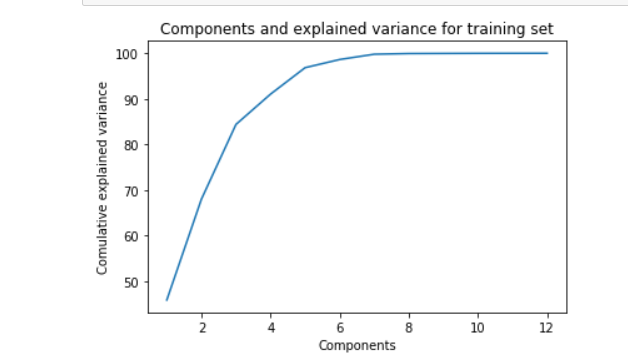 Components and explained variance for training set
100
90
80
70
60
50
Comulative explained variance
2 4 6 8 10 12
Components